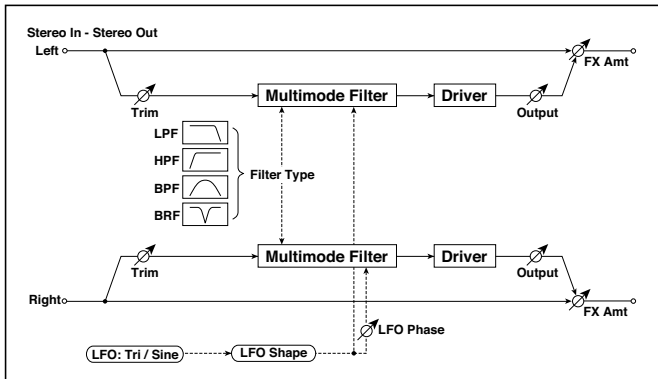 Stereo In - Stereo Out
Left
FX Amt
Trim
Multimode Filter
Driver
Output
LPF
HPF
BPF
BRF
Filter Type
Trim
Multimode Filter
Driver
Output
Right
FX Amt
LFO Phase
LFO: Tri / Sine
LFO Shape